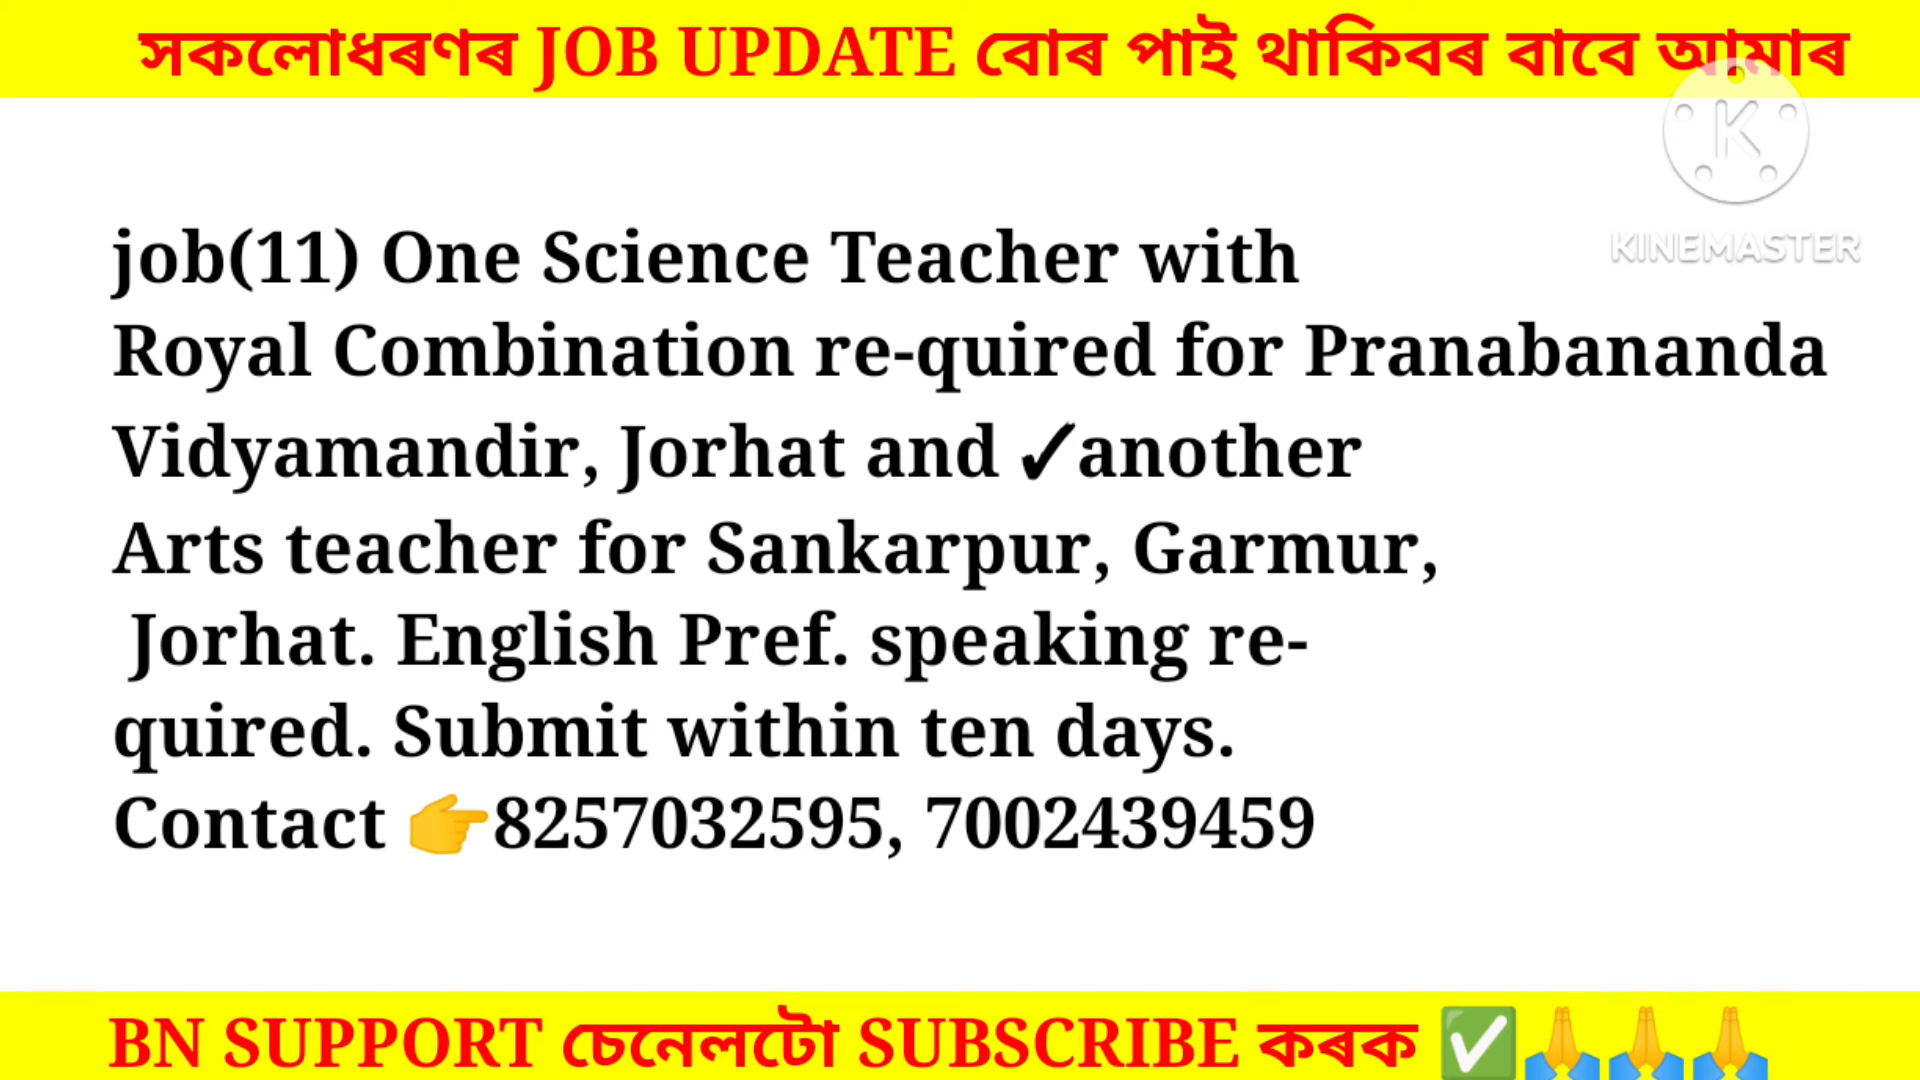 সকলোধৰণৰ JOB UPDATE বোৰ পাই থাকিবৰ বাবে আমাৰ
KINEMASTER
job(11) One Science Teacher with
Royal Combination re-quired for Pranabananda
Vidyamandir, Jorhat and ✓another
Arts teacher for Sankarpur, Garmur,
Jorhat. English Pref. speaking re-
quired. Submit within ten days.
Contact 👉8257032595, 7002439459
BN SUPPORT চেনেলটো SUBSCRIBE কৰক ✅🙏🙏🙏